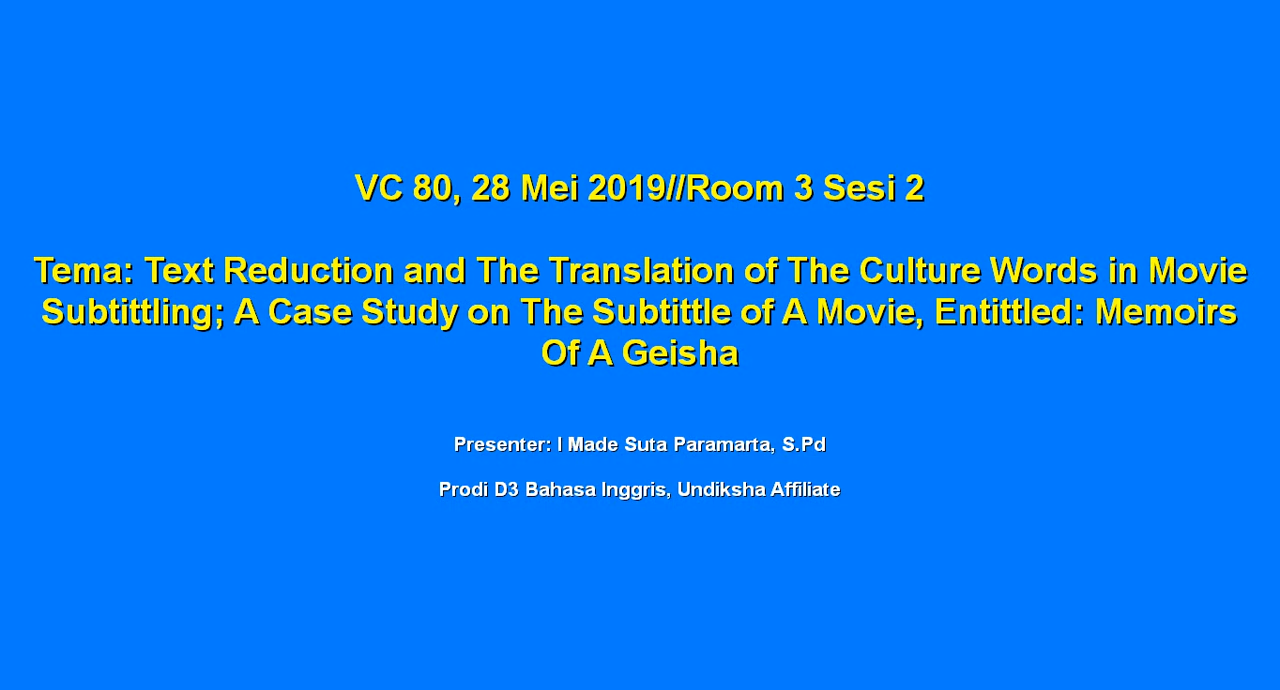 VC 80, 28 Mei 2019//Room 3 Sesi 2
Tema: Text Reduction and The Translation of The Culture Words in Movie
Subtittling; A Case Study on The Subtittle of A Movie, Entittled: Memoirs
Of A Geisha
Presenter: I Made Suta Paramarta, S.Pd
Prodi D3 Bahasa Inggris, Undiksha Affiliate